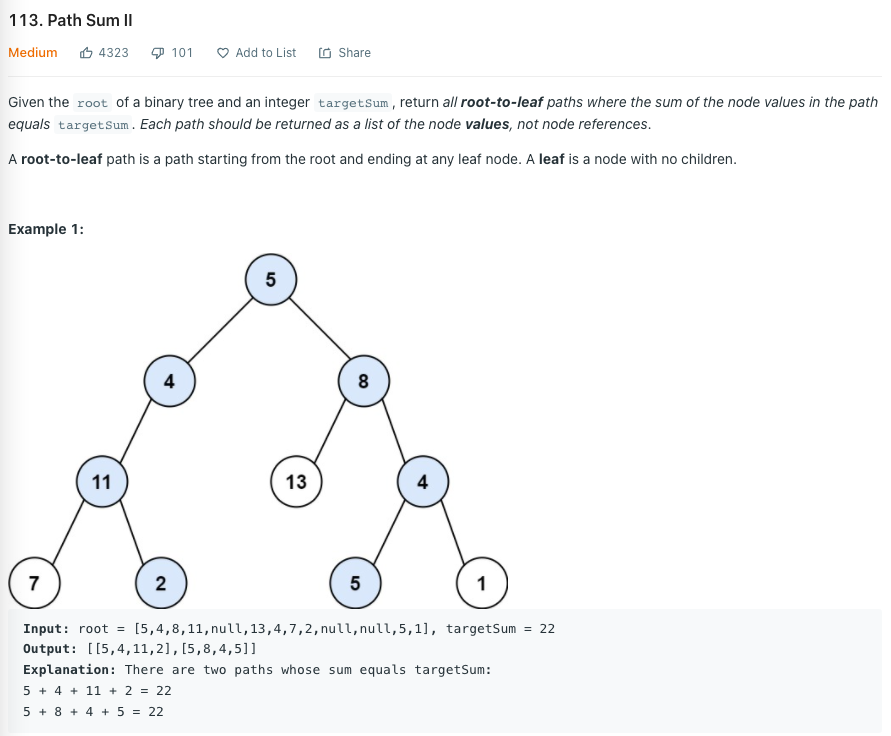 113. Path Sum II
Medium 4323 101 Add to List Share
Given the root of a binary tree and an integer targetSum , return all root-to-leaf paths where the sum of the node values in the path
equals targetSum . Each path should be returned as a list of the node values, not node references.
A root-to-leaf path is a path starting from the root and ending at any leaf node. A leaf is a node with no children.
Example 1:
5
4 8
11 13 4
7 2 5 1
Input: root = [5,4,8,11,null,13,4,7,2,null,null,5,1], targetSum = 22
Output: [[5,4,11,2],[5,8,4,5]]
Explanation: There are two paths whose sum equals targetSum:
5 + 4 + 11 + 2 = 22
5 + 8 + 4 + 5 = 22